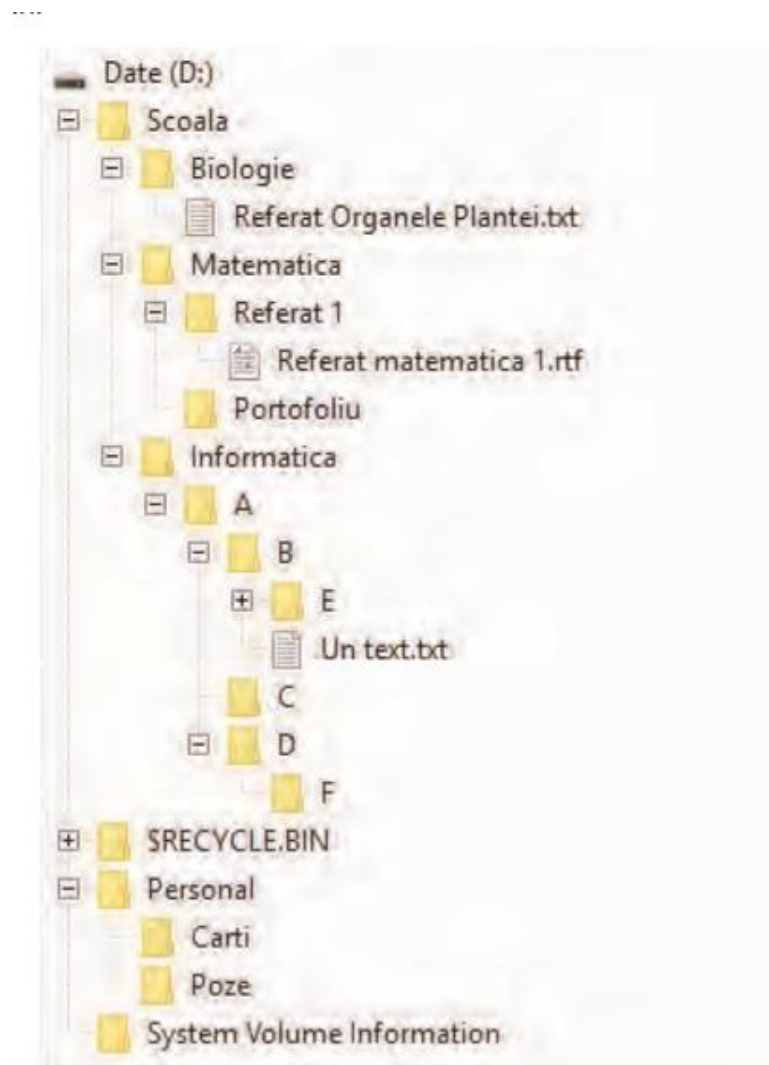 Date (D:)
Scoala
Biologie
Referat Organele Plantei.txt
Matematica
Referat 1
Referat matematica 1.rtf
Portofoliu
Informatica
A
B
E
Un text.txt
C
D
F
$RECYCLE.BIN
Personal
Carti
Poze
System Volume Information